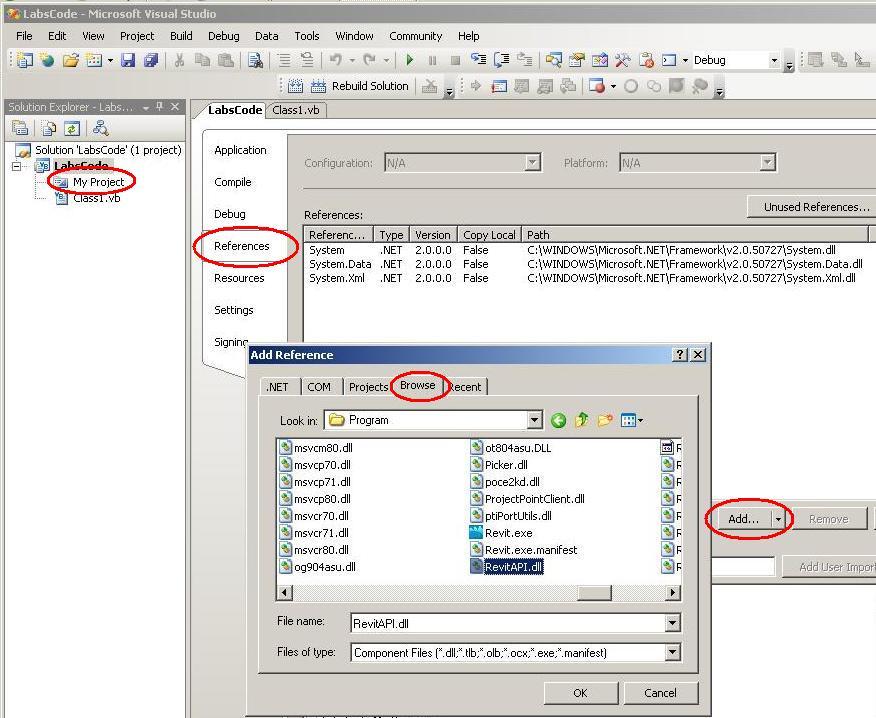 LabsCode - Microsoft Visual Studio
File Edit View Project Build Debug Data Tools Window Community Help
Debug
Rebuild Solution
Solution Explorer - Labs...
LabsCode Class1.vb
Solution 'LabsCode' (1 project)
LabsCode
My Project
Class1.vb
Application
Compile
Debug
References
Resources
Settings
Signing
Configuration: N/A Platform: N/A
References:
Unused References...
Referenc... Type Version Copy Local Path
System .NET 2.0.0.0 False C:\WINDOWS\Microsoft.NET\Framework\v2.0.50727\System.dll
System.Data .NET 2.0.0.0 False C:\WINDOWS\Microsoft.NET\Framework\v2.0.50727\System.Data.dll
System.Xml .NET 2.0.0.0 False C:\WINDOWS\Microsoft.NET\Framework\v2.0.50727\System.Xml.dll
Add Reference
.NET COM Projects Browse Recent
Look in: Program
msvcm80.dll ot804asu.DLL R
msvcp70.dll Picker.dll R
msvcp71.dll poce2kd.dll R
msvcp80.dll ProjectPointClient.dll R
msvcr70.dll ptiPortUtils.dll R
msvcr71.dll Revit.exe R
msvcr80.dll Revit.exe.manifest R
og904asu.dll RevitAPI.dll R
File name: RevitAPI.dll
Files of type: Component Files (*.dll;*.tlb;*.olb;*.ocx;*.exe;*.manifest)
OK Cancel
Add... Remove
Add User Import